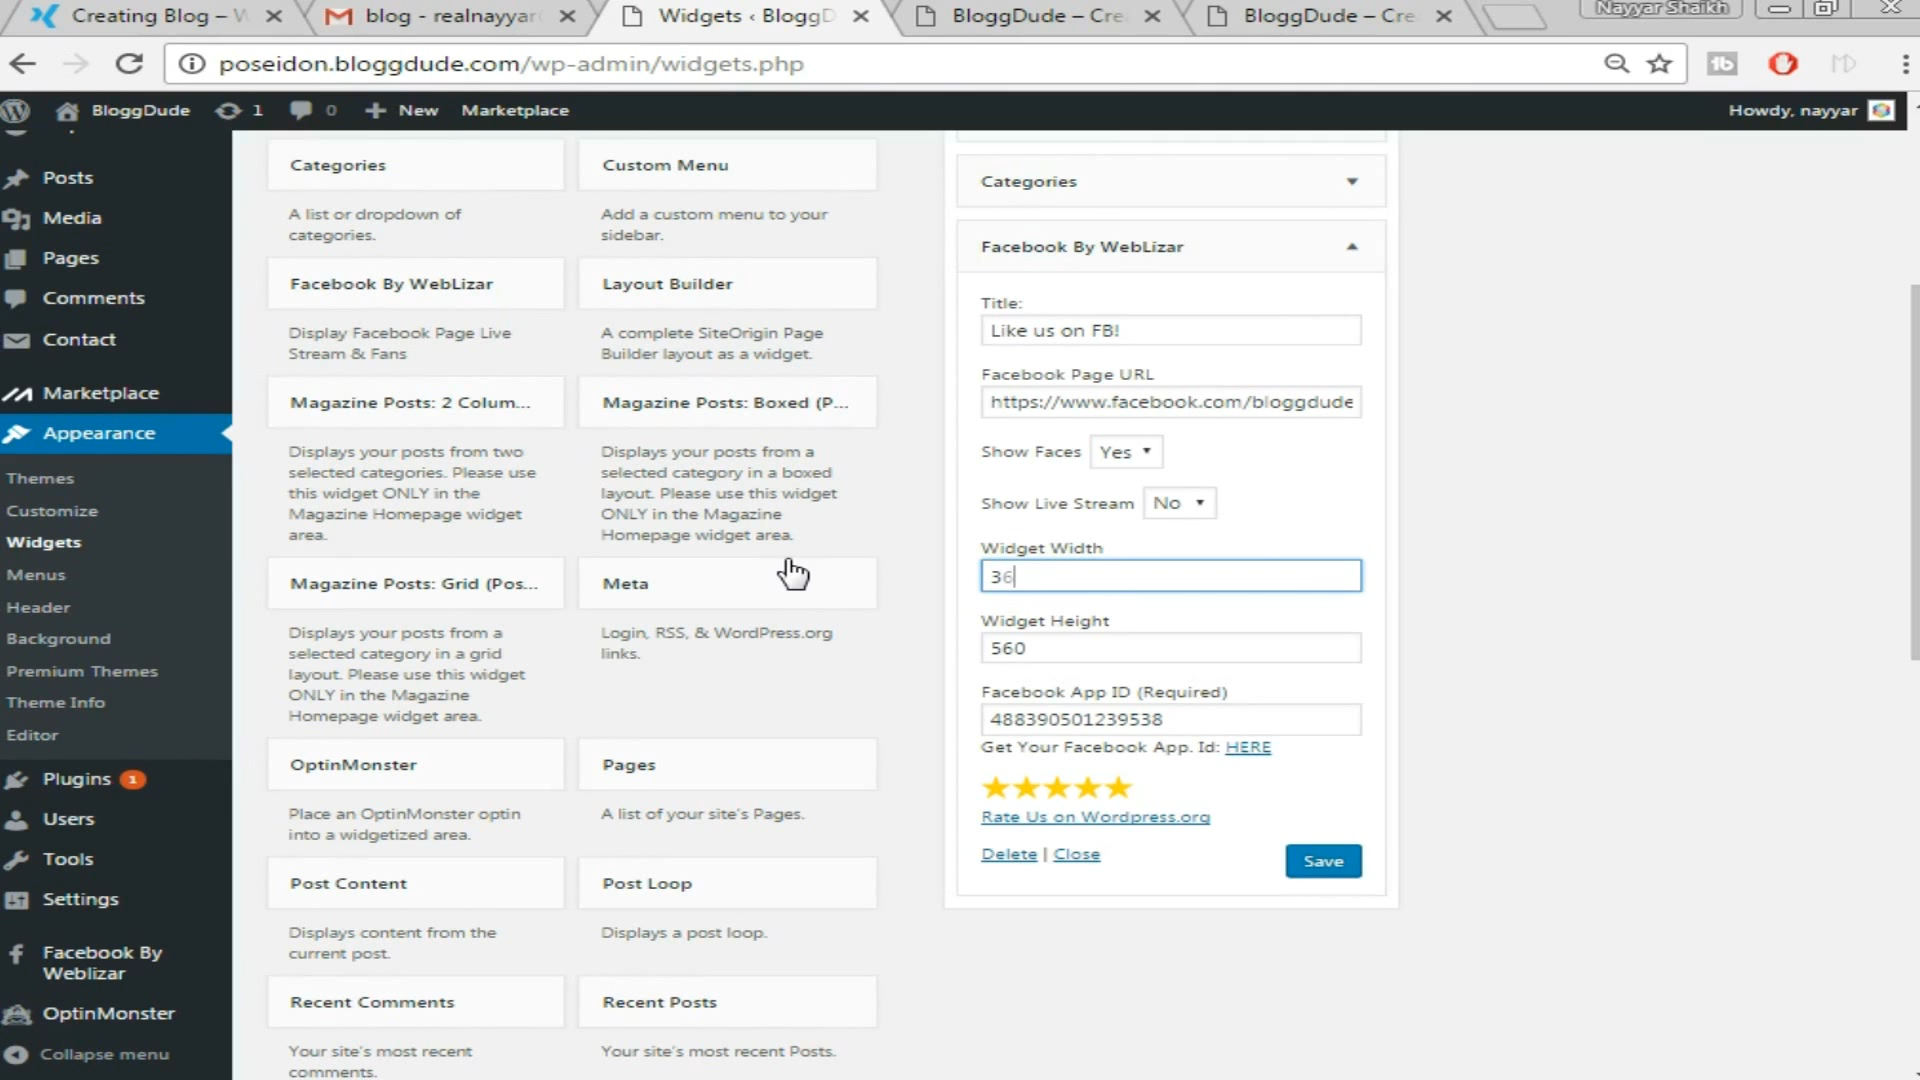 Creating Blog – W
blog - realnayyar
Widgets ‹ BloggD
BloggDude – Cre
BloggDude – Cre
Nayyar Shaikh
poseidon.bloggdude.com/wp-admin/widgets.php
BloggDude
1
0
+ New
Marketplace
Howdy, nayyar
Posts
Media
Pages
Comments
Contact
Marketplace
Appearance
Themes
Customize
Widgets
Menus
Header
Background
Premium Themes
Theme Info
Editor
Plugins 1
Users
Tools
Settings
Facebook By
Weblizar
OptinMonster
Collapse menu
Categories
A list or dropdown of
categories.
Custom Menu
Add a custom menu to your
sidebar.
Facebook By WebLizar
Display Facebook Page Live
Stream & Fans
Layout Builder
A complete SiteOrigin Page
Builder layout as a widget.
Magazine Posts: 2 Colum...
Displays your posts from two
selected categories. Please use
this widget ONLY in the
Magazine Homepage widget
area.
Magazine Posts: Boxed (P...
Displays your posts from a
selected category in a boxed
layout. Please use this widget
ONLY in the Magazine
Homepage widget area.
Magazine Posts: Grid (Pos...
Displays your posts from a
selected category in a grid
layout. Please use this widget
ONLY in the Magazine
Homepage widget area.
Meta
Login, RSS, & WordPress.org
links.
OptinMonster
Place an OptinMonster optin
into a widgetized area.
Pages
A list of your site's Pages.
Post Content
Displays content from the
current post.
Post Loop
Displays a post loop.
Recent Comments
Your site's most recent
comments.
Recent Posts
Your site's most recent Posts.
Categories
Facebook By WebLizar
Title:
Like us on FB!
Facebook Page URL
https://www.facebook.com/bloggdude
Show Faces Yes
Show Live Stream No
Widget Width
36
Widget Height
560
Facebook App ID (Required)
488390501239538
Get Your Facebook App. Id: HERE
Rate Us on Wordpress.org
Delete | Close
Save